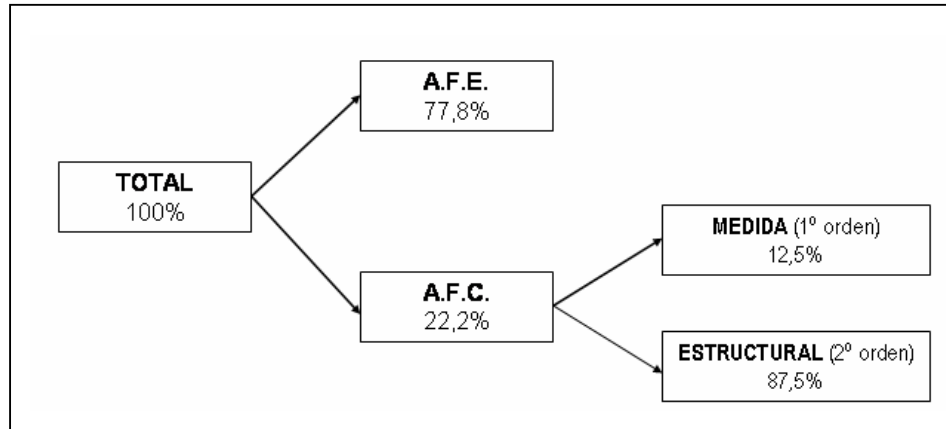 A.F.E.
77,8%
TOTAL
100%
MEDIDA (1º orden)
12,5%
A.F.C.
22,2%
ESTRUCTURAL (2º orden)
87,5%